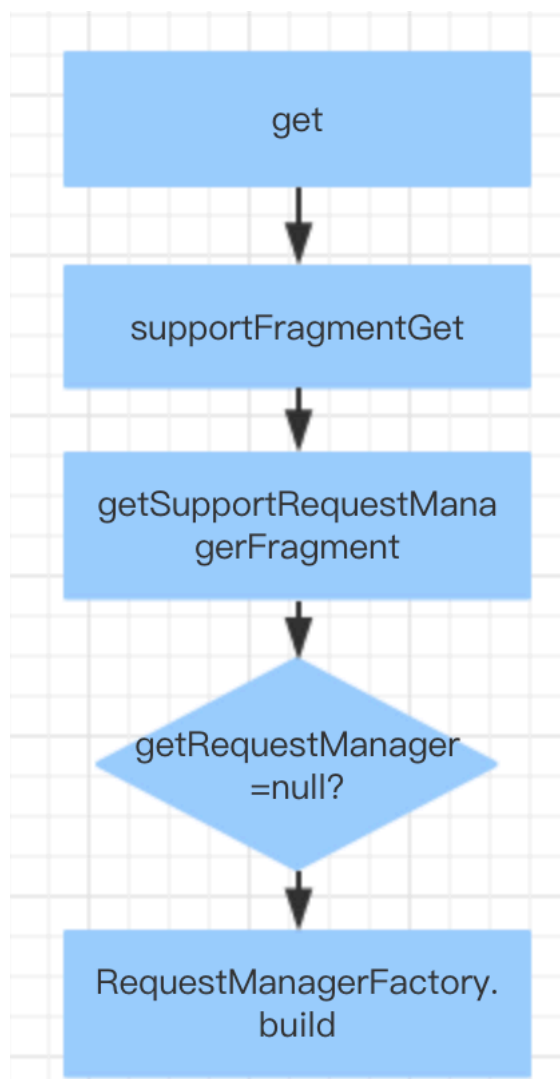 get
supportFragmentGet
getSupportRequestMana
gerFragment
getRequestManager
=null?
RequestManagerFactory.
build